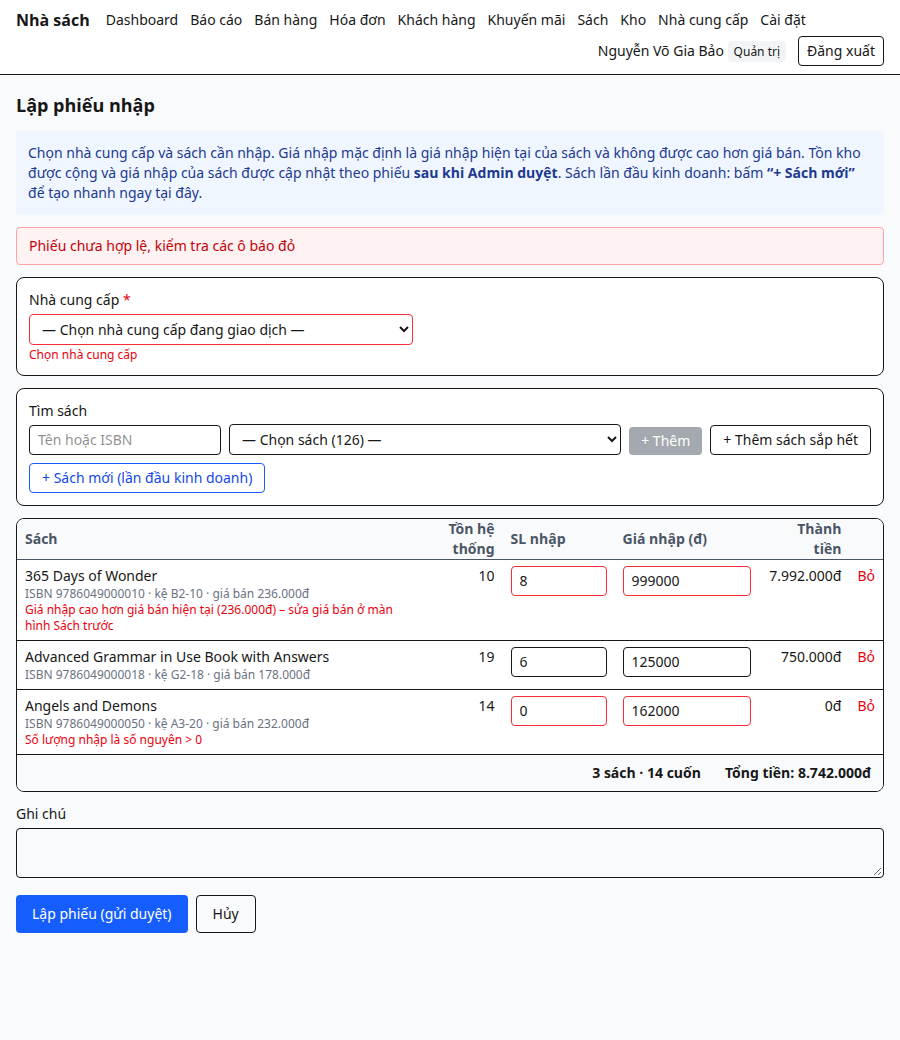 Nhà sách Dashboard Báo cáo Bán hàng Hóa đơn Khách hàng Khuyến mãi Sách Kho Nhà cung cấp Cài đặt
Nguyễn Võ Gia Bảo Quản trị Đăng xuất
Lập phiếu nhập
Chọn nhà cung cấp và sách cần nhập. Giá nhập mặc định là giá nhập hiện tại của sách và không được cao hơn giá bán. Tồn kho
được cộng và giá nhập của sách được cập nhật theo phiếu sau khi Admin duyệt. Sách lần đầu kinh doanh: bấm “+ Sách mới”
để tạo nhanh ngay tại đây.
Phiếu chưa hợp lệ, kiểm tra các ô báo đỏ
Nhà cung cấp *
— Chọn nhà cung cấp đang giao dịch —
Chọn nhà cung cấp
Tìm sách
Tên hoặc ISBN — Chọn sách (126) — + Thêm + Thêm sách sắp hết
+ Sách mới (lần đầu kinh doanh)
Sách Tồn hệ thống SL nhập Giá nhập (đ) Thành tiền
365 Days of Wonder 10 8 999000 7.992.000đ Bỏ
ISBN 9786049000010 · kệ B2-10 · giá bán 236.000đ
Giá nhập cao hơn giá bán hiện tại (236.000đ) – sửa giá bán ở màn
hình Sách trước
Advanced Grammar in Use Book with Answers 19 6 125000 750.000đ Bỏ
ISBN 9786049000018 · kệ G2-18 · giá bán 178.000đ
Angels and Demons 14 0 162000 0đ Bỏ
ISBN 9786049000050 · kệ A3-20 · giá bán 232.000đ
Số lượng nhập là số nguyên > 0
3 sách · 14 cuốn Tổng tiền: 8.742.000đ
Ghi chú
Lập phiếu (gửi duyệt) Hủy